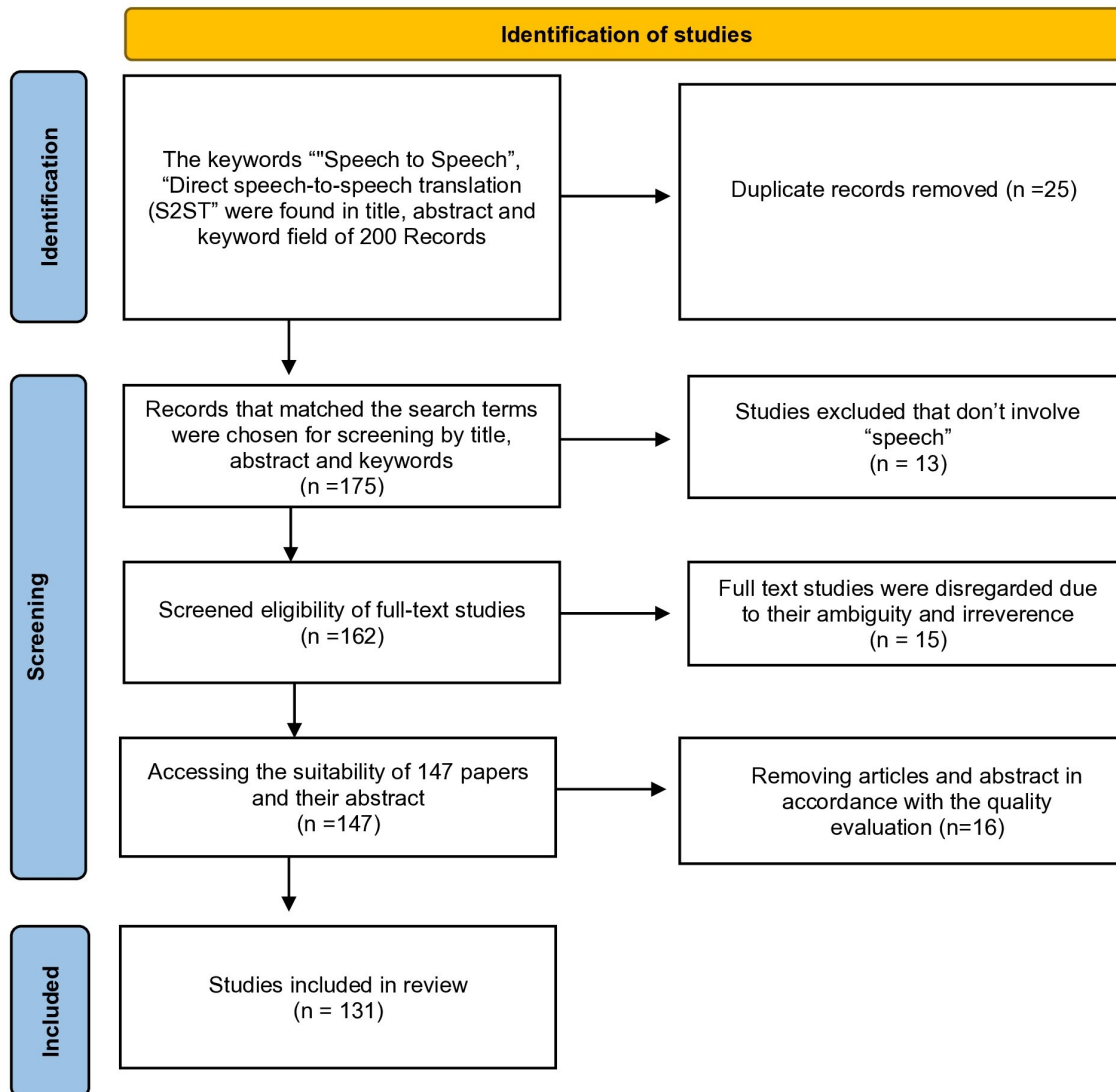 Identification of studies
Identification
The keywords “"Speech to Speech”,
“Direct speech-to-speech translation
(S2ST” were found in title, abstract and
keyword field of 200 Records
Duplicate records removed (n =25)
Screening
Records that matched the search terms
were chosen for screening by title,
abstract and keywords
(n =175)
Studies excluded that don’t involve
“speech”
(n = 13)
Screened eligibility of full-text studies
(n =162)
Full text studies were disregarded due
to their ambiguity and irreverence
(n = 15)
Accessing the suitability of 147 papers
and their abstract
(n =147)
Removing articles and abstract in
accordance with the quality
evaluation (n=16)
Included
Studies included in review
(n = 131)